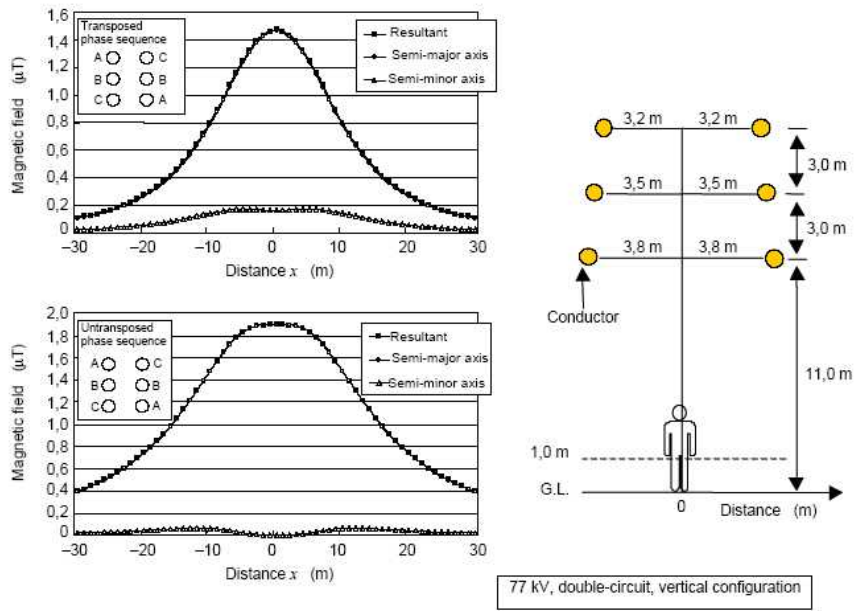 Magnetic field (μT)
1,6
1,4
1,2
1,0
0,8
0,6
0,4
0,2
0
Transposed
phase sequence
A C
B B
C A
Resultant
Semi-major axis
Semi-minor axis
–30 –20 –10 0 10 20 30
Distance x (m)
Magnetic field (μT)
2,0
1,8
1,6
1,4
1,2
1,0
0,8
0,6
0,4
0,2
0
Untransposed
phase sequence
A C
B B
C A
Resultant
Semi-major axis
Semi-minor axis
–30 –20 –10 0 10 20 30
Distance x (m)
3,2 m 3,2 m
3,0 m
3,5 m 3,5 m
3,0 m
3,8 m 3,8 m
Conductor
11,0 m
1,0 m
G.L.
0
Distance (m)
77 kV, double-circuit, vertical configuration